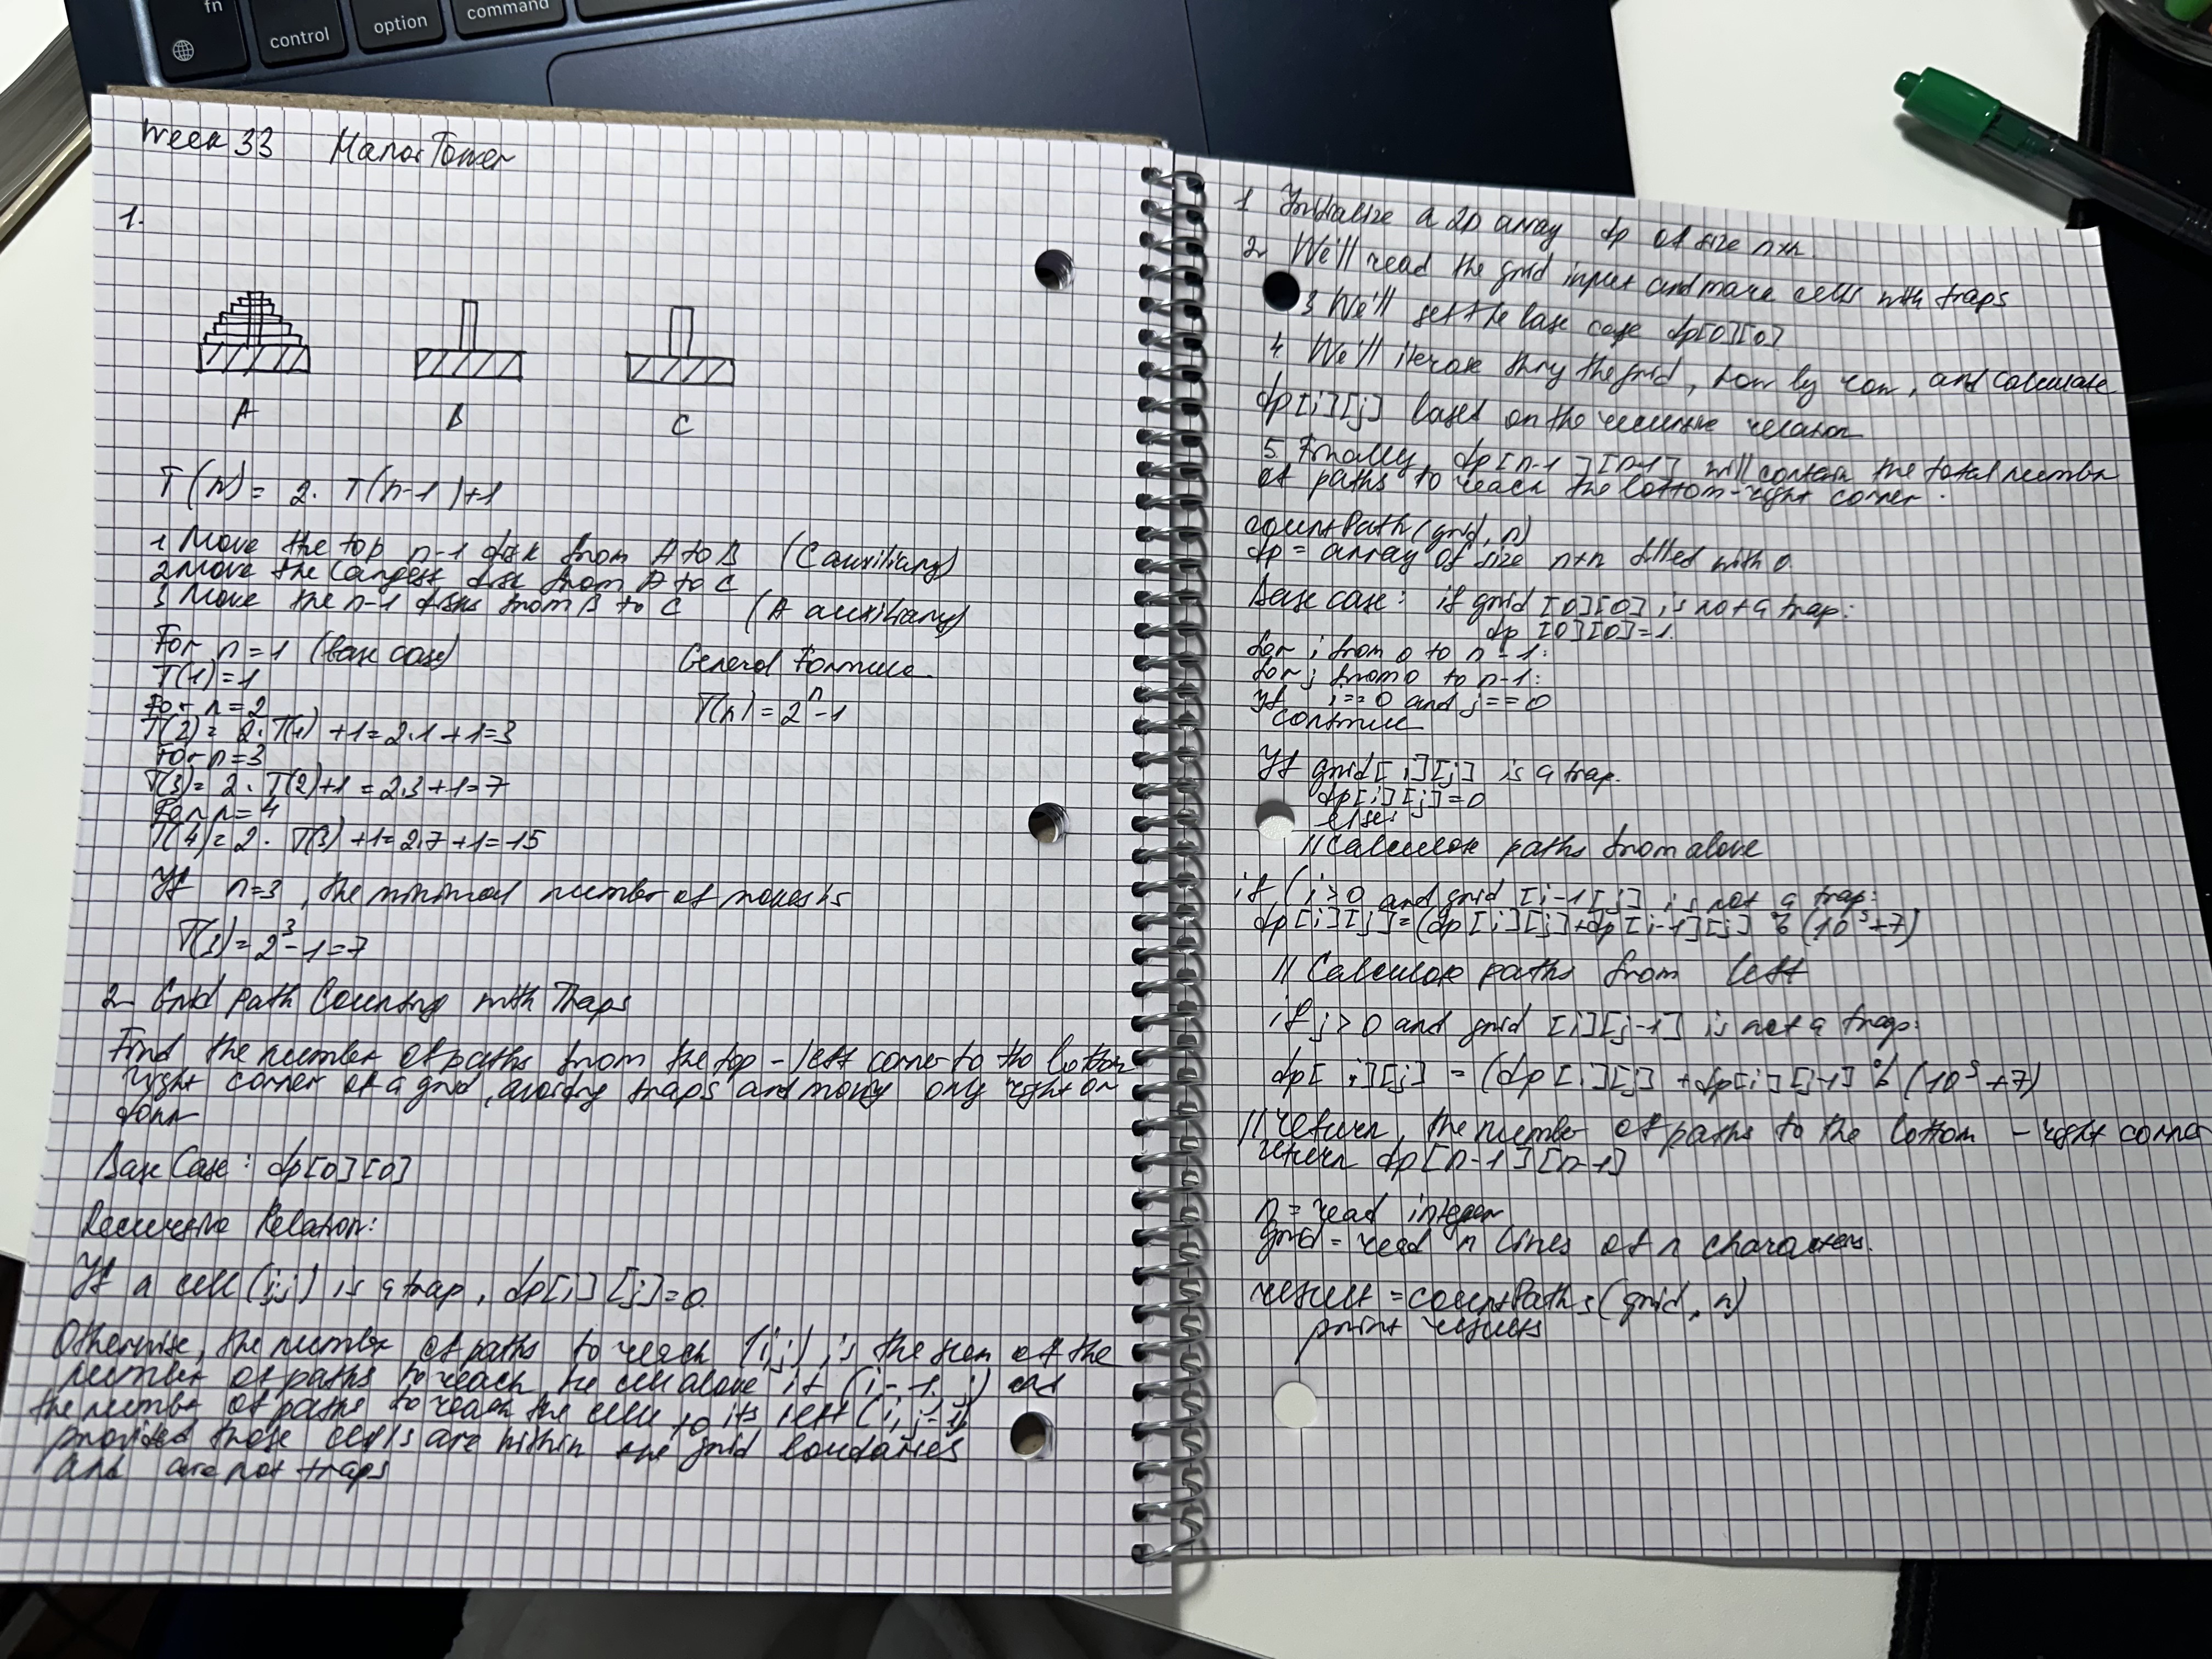 fn
control
option
command
Week 33 Hanoi Tower
1.
A B C
T(n) = 2. T(n-1)+1
1 Move the top n-1 disk from A to B (C auxiliary)
2 Move the largest disk from A to C
3 Move the n-1 disks from B to C (A auxiliary)
For n=1 (base case) General Formula
T(1)=1
For n=2 T(n) = 2^n-1
T(2) = 2. T(1) +1=2.1+1=3
For n=3
T(3)= 2. T(2)+1=2.3+1=7
For n=4
T(4)=2. T(3)+1=2.7+1=15
If n=3, the minimal number of moves is
T(3)=2^3-1=7
2 Grid Path Counting with Traps
Find the number of paths from the top-left corner to the bottom
right corner of a grid, avoiding traps and moving only right or
down
Base Case: dp[0][0]
Recursive Relation:
If a cell (i,j) is a trap, dp[i][j]=0.
Otherwise, the number of paths to reach (i,j) is the sum of the
number of paths to reach the cell above it (i-1, j) and
the number of paths to reach the cell to its left (i, j-1)
provided those cells are within the grid boundaries
and are not traps
1 Initialize a 2D array dp of size n×n.
2 We'll read the grid input and mark cells with traps
3 We'll set the base case dp[0][0]
4. We'll iterate thru the grid, row by row, and calculate
dp[i][j] based on the recursive relation
5. Finally, dp[n-1][n-1] will contain the total number
of paths to reach the bottom-right corner.
countPath(grid, n)
dp = array of size n×n filled with 0.
Base case: if grid [0][0] is not a trap:
dp [0][0]=1.
for i from 0 to n-1:
for j from 0 to n-1:
If i==0 and j==0
continue
If grid[i][j] is a trap.
dp[i][j]=0
else:
// Calculate paths from above
if (i>0 and grid [i-1[j] is not a trap:
dp[i][j]=(dp[i][j]+dp[i-1][j] % (10^9+7)
// Calculate paths from left
if j>0 and grid [i][j-1] is not a trap:
dp[i][j] = (dp[i][j] +dp[i][j-1] % (10^9+7)
// return the number of paths to the bottom - right corner
return dp[n-1][n-1]
n = read integer
grid = read n lines of n characters.
result = countPaths(grid, n)
print results